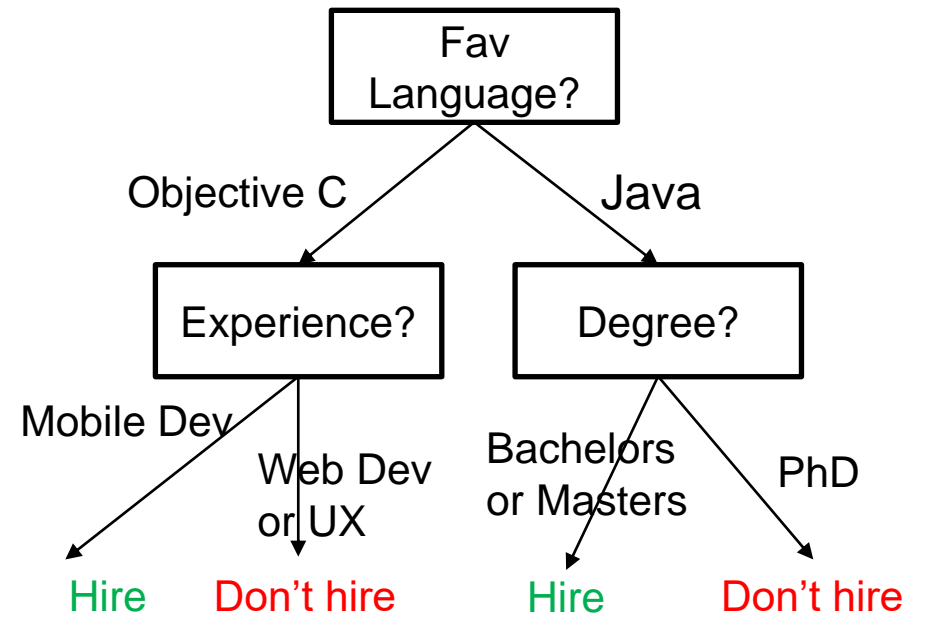 Fav
Language?
Objective C
Java
Experience?
Degree?
Mobile Dev
Web Dev
or UX
Bachelors
or Masters
PhD
Hire
Don’t hire
Hire
Don’t hire